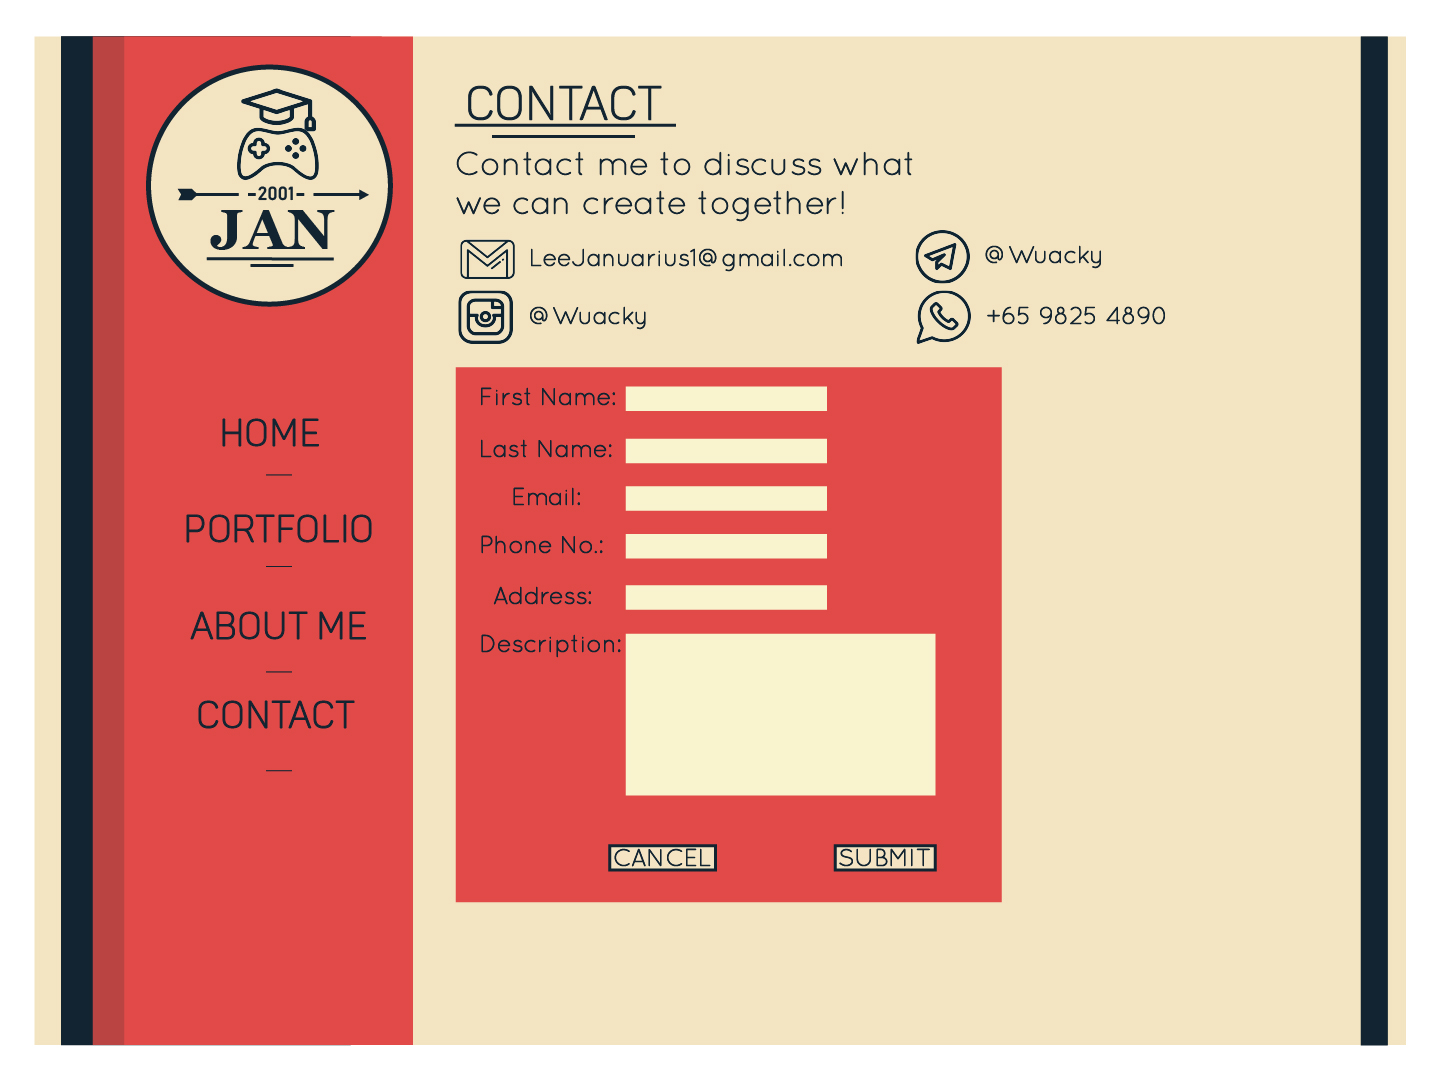 -2001-
JAN
HOME
PORTFOLIO
ABOUT ME
CONTACT
CONTACT
Contact me to discuss what
we can create together!
LeeJanuarius1@gmail.com
@Wuacky
@Wuacky
+65 9825 4890
First Name:
Last Name:
Email:
Phone No.:
Address:
Description:
CANCEL
SUBMIT